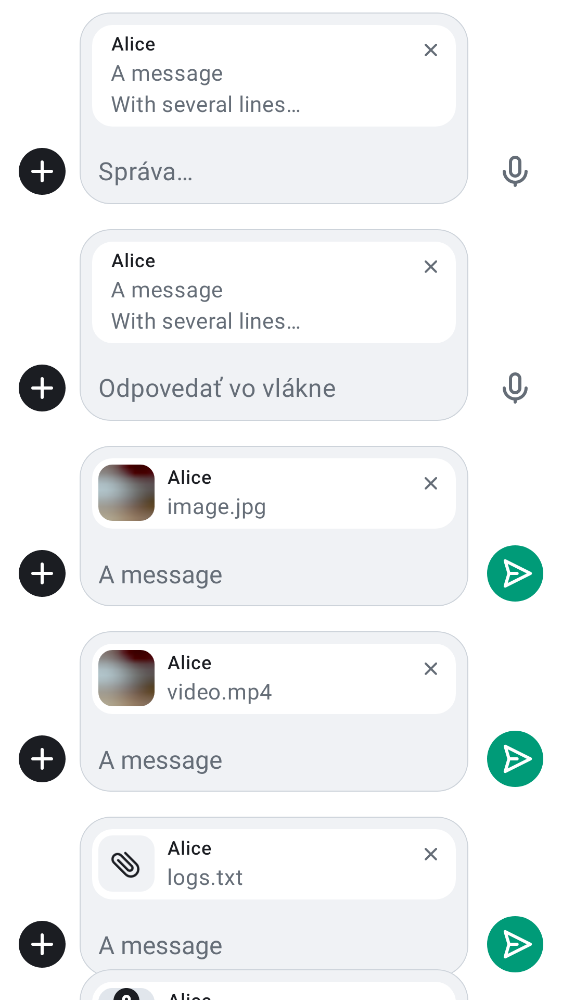 Alice
A message
With several lines…
Správa…
Alice
A message
With several lines…
Odpovedať vo vlákne
Alice
image.jpg
A message
Alice
video.mp4
A message
Alice
logs.txt
A message
Alice